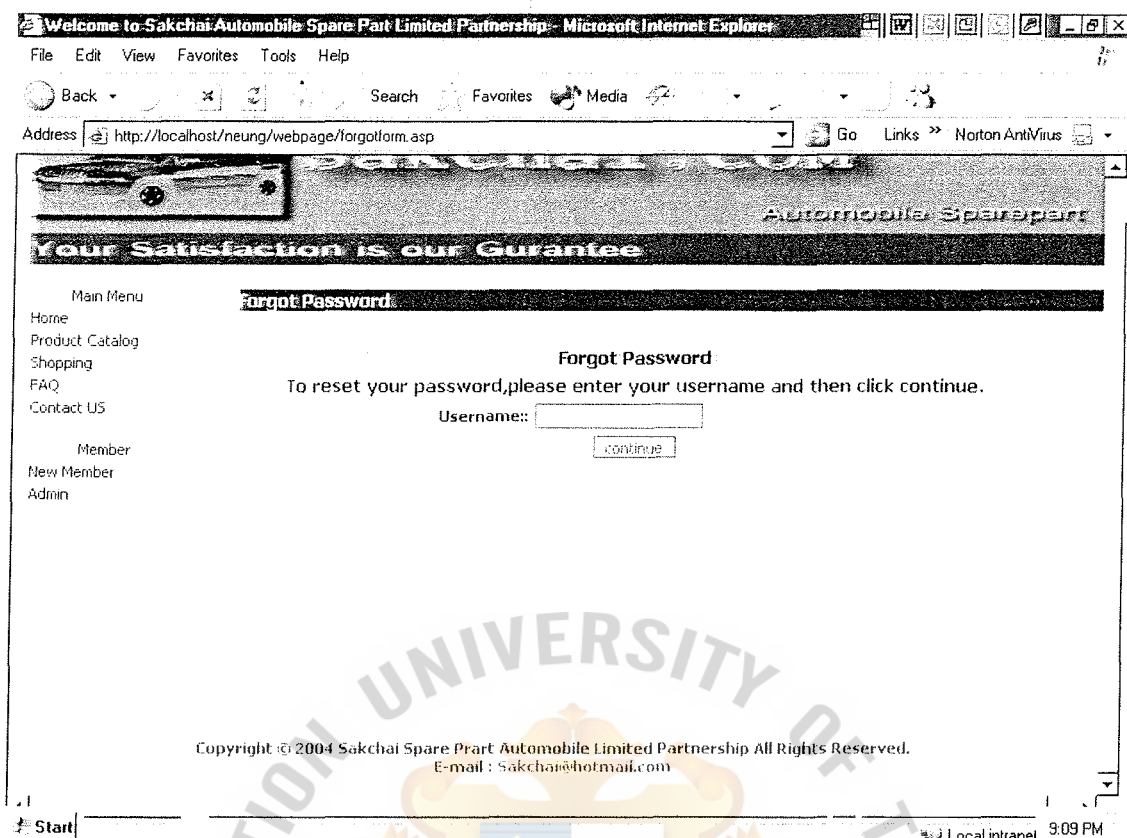 Welcome to Sakchai Automobile Spare Part Limited Partnership - Microsoft Internet Explorer
File Edit View Favorites Tools Help
Back Search Favorites Media
Address http://localhost/neung/webpage/forgotform.asp Go Links » Norton AntiVirus
Sakchai.COM
Automobile Sparepart
Your Satisfaction is our Gurantee
Main Menu
Home
Product Catalog
Shopping
FAQ
Contact US
Member
New Member
Admin
Forgot Password
Forgot Password
To reset your password,please enter your username and then click continue.
Username::
continue
UNIVERSITY OF
Copyright © 2004 Sakchai Spare Prart Automobile Limited Partnership All Rights Reserved.
E-mail : Sakchai@hotmail.com
Start
Local intranet 9:09 PM